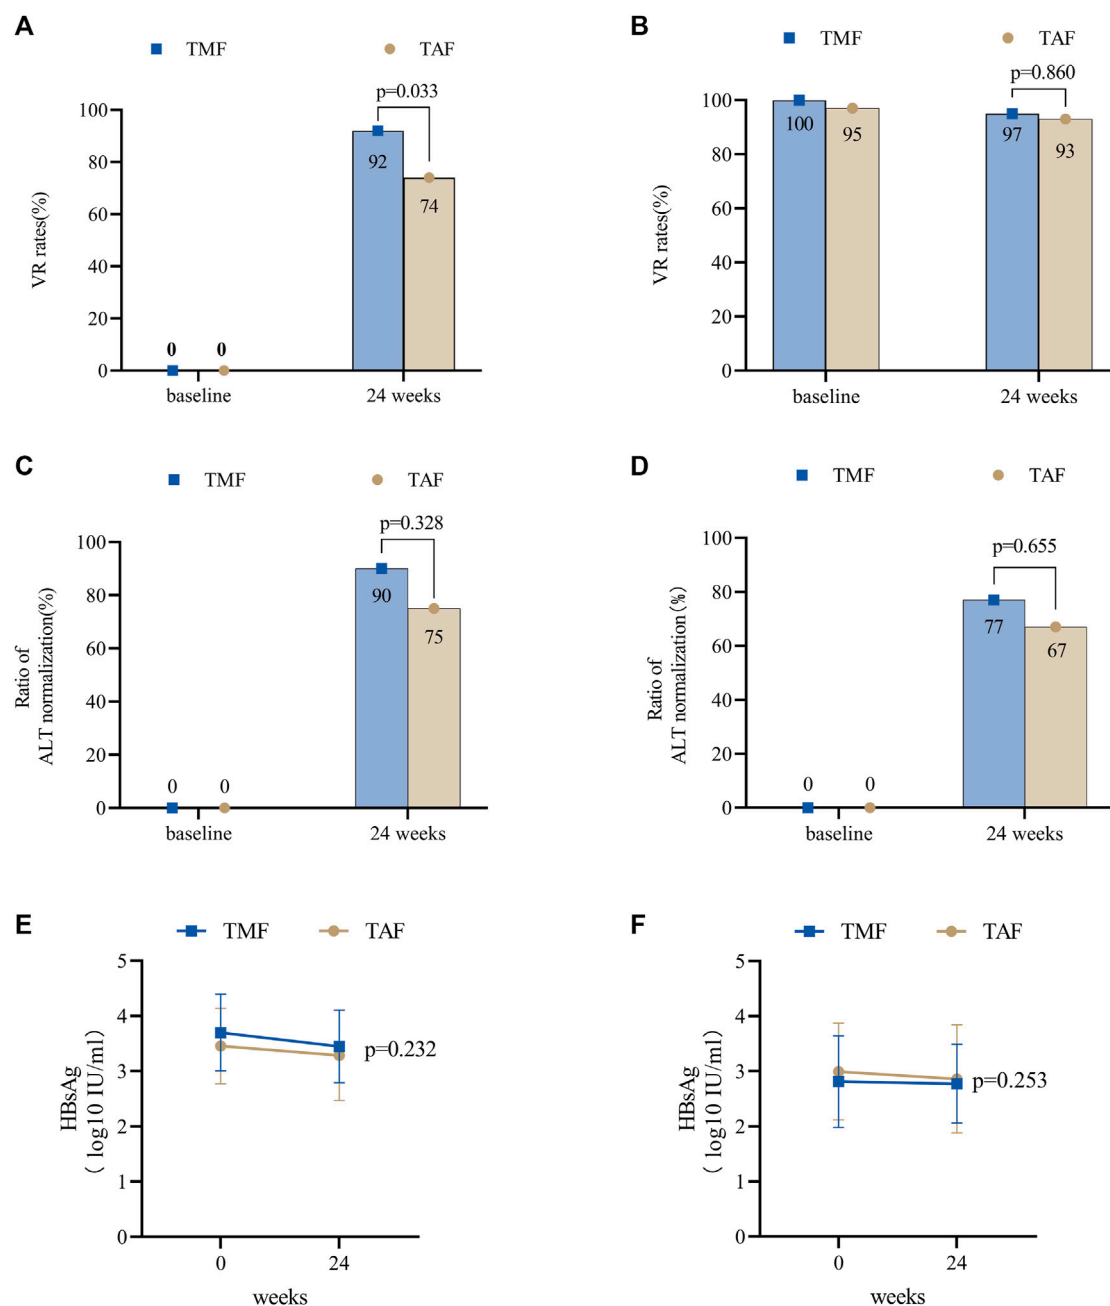 A
TMF TAF
p=0.033
VR rates(%)
100
80
60
40
20
0
92
74
0 0
baseline 24 weeks
B
TMF TAF
p=0.860
VR rates(%)
100
80
60
40
20
0
100 95
97 93
baseline 24 weeks
C
TMF TAF
p=0.328
Ratio of
ALT normalization(%)
100
80
60
40
20
0
90
75
0 0
baseline 24 weeks
D
TMF TAF
p=0.655
Ratio of
ALT normalization(%)
100
80
60
40
20
0
77
67
0 0
baseline 24 weeks
E
TMF TAF
HBsAg
( log10 IU/ml)
5
4
3
2
1
0
p=0.232
0 24
weeks
F
TMF TAF
HBsAg
( log10 IU/ml)
5
4
3
2
1
0
p=0.253
0 24
weeks